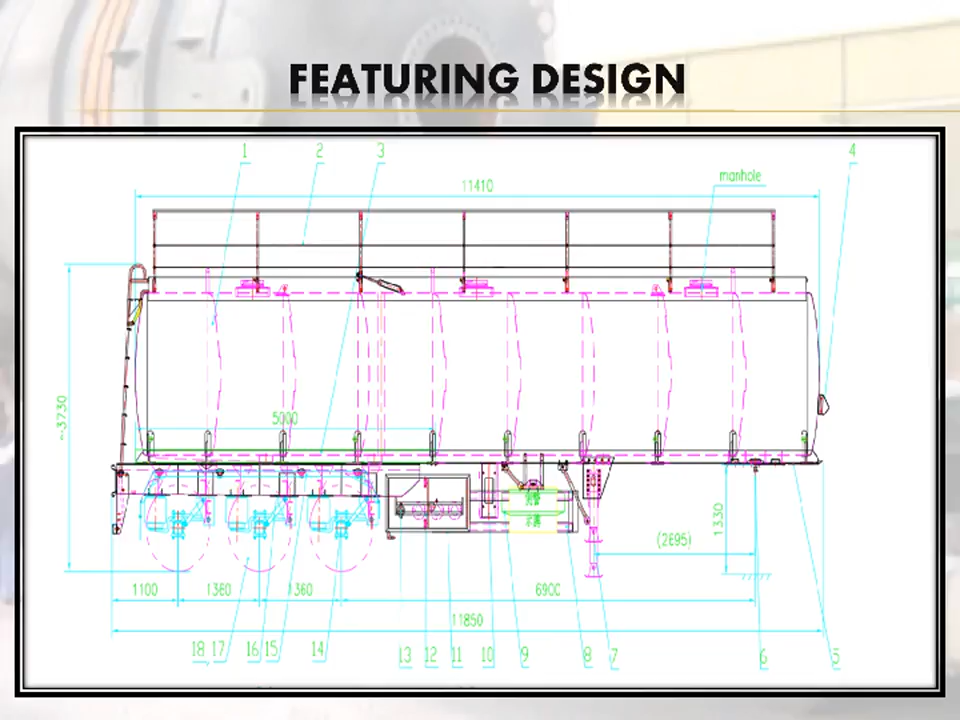 FEATURING DESIGN
1 2 3 4
manhole
11410
~3730
5000
1330
(2695)
1100 1360 1360 6900
11850
18 17 16 15 14 13 12 11 10 9 8 7 6 5